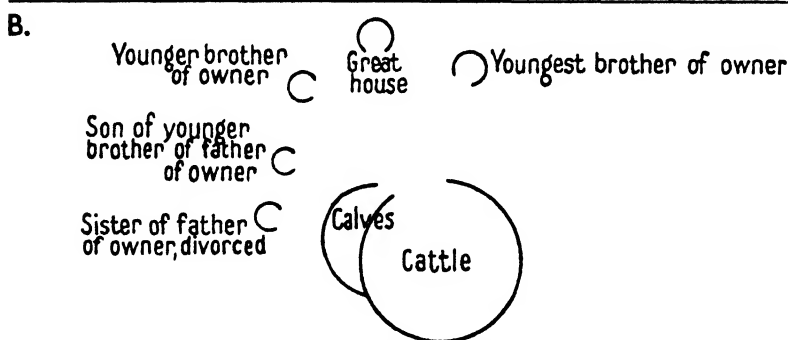 B.
Younger brother
of owner
Great
house
Youngest brother of owner
Son of younger
brother of father
of owner
Sister of father
of owner, divorced
Calves
Cattle